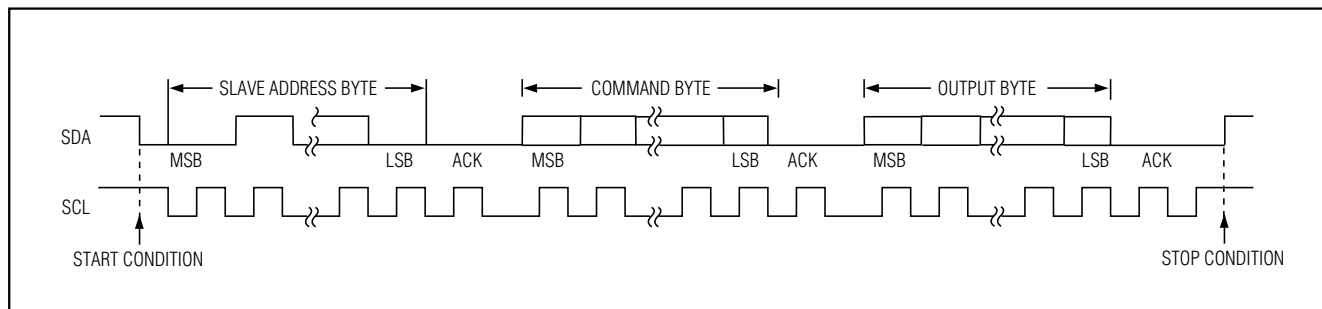 SLAVE ADDRESS BYTE COMMAND BYTE OUTPUT BYTE
SDA
MSB LSB ACK MSB LSB ACK MSB LSB ACK
SCL
START CONDITION STOP CONDITION